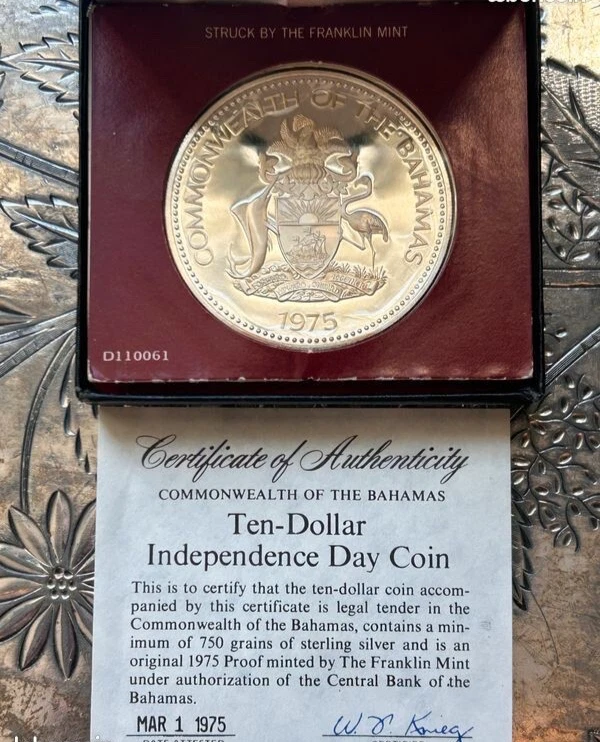 STRUCK BY THE FRANKLIN MINT
COMMONWEALTH OF THE BAHAMAS
1975
D110061
Certificate of Authenticity
COMMONWEALTH OF THE BAHAMAS
Ten-Dollar
Independence Day Coin
This is to certify that the ten-dollar coin accom-
panied by this certificate is legal tender in the
Commonwealth of the Bahamas, contains a min-
imum of 750 grains of sterling silver and is an
original 1975 Proof minted by The Franklin Mint
under authorization of the Central Bank of the
Bahamas.
MAR 1 1975